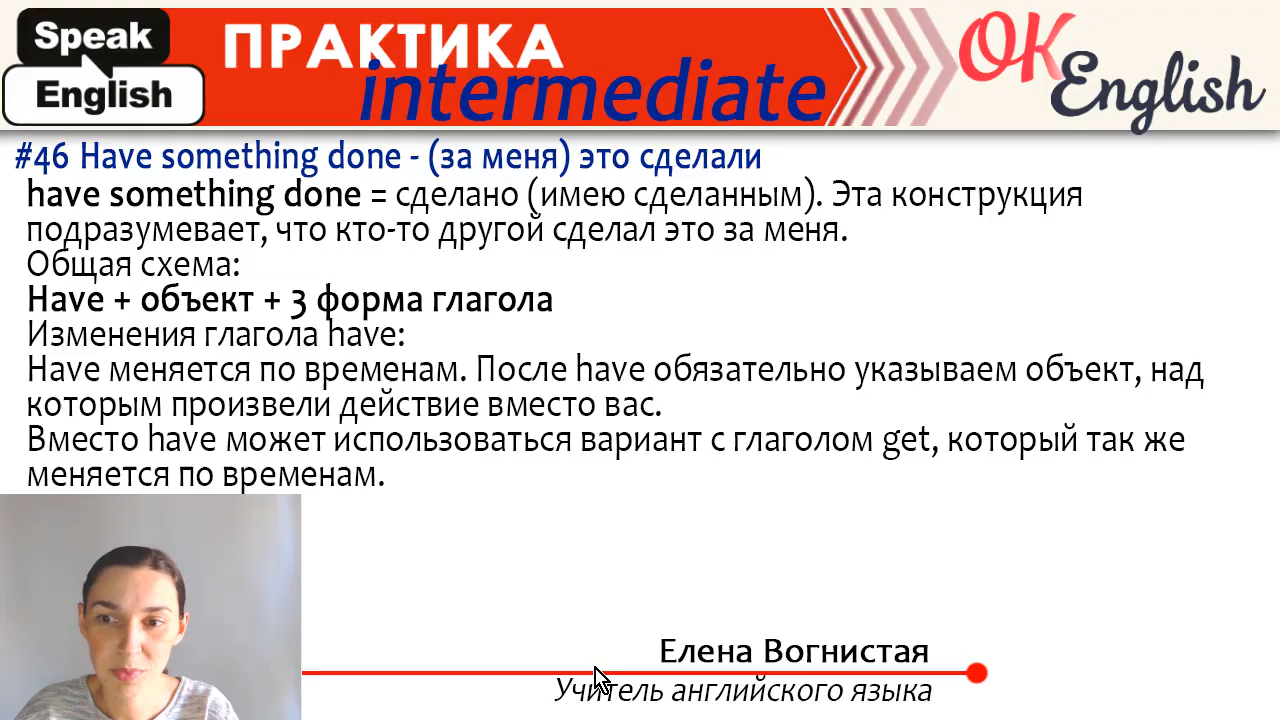 Speak
English
ПРАКТИКА
intermediate
OK
English
#46 Have something done - (за меня) это сделали
have something done = сделано (имею сделанным). Эта конструкция
подразумевает, что кто-то другой сделал это за меня.
Общая схема:
Have + объект + 3 форма глагола
Изменения глагола have:
Have меняется по временам. После have обязательно указываем объект, над
которым произвели действие вместо вас.
Вместо have может использоваться вариант с глаголом get, который так же
меняется по временам.
Елена Вогнистая
Учитель английского языка